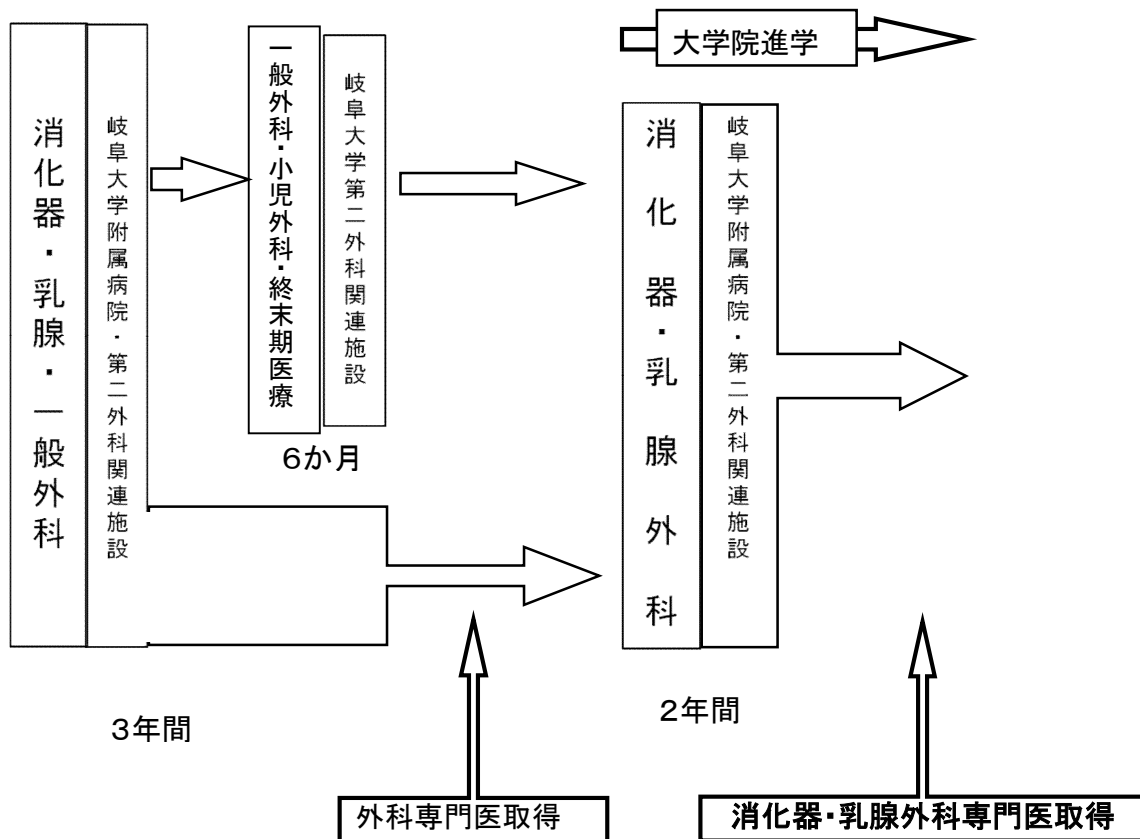 消化器・乳腺・一般外科
岐阜大学附属病院・第二外科関連施設
3年間
一般外科・小児外科・終末期医療
岐阜大学第二外科関連施設
6か月
大学院進学
消化器・乳腺外科
岐阜大学附属病院・第二外科関連施設
2年間
外科専門医取得
消化器・乳腺外科専門医取得